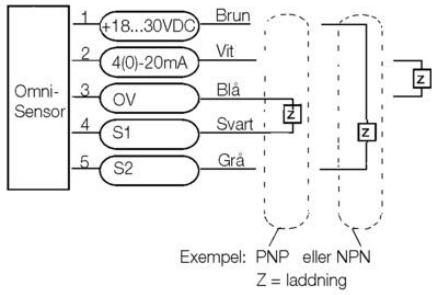 1 +18...30VDC Brun
2 4(0)-20mA Vit
Omni-
Sensor
3 OV Blå
4 S1 Svart
5 S2 Grå
Z
Z
Z
Exempel: PNP eller NPN
Z = laddning